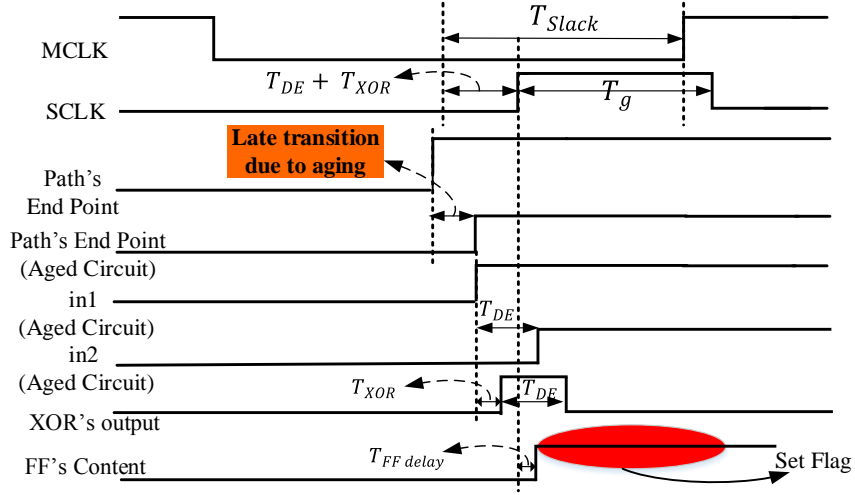 T_Slack
MCLK
T_DE + T_XOR
T_g
SCLK
Late transition
due to aging
Path's
End Point
Path's End Point
(Aged Circuit)
in1
(Aged Circuit)
T_DE
in2
(Aged Circuit)
T_XOR
T_DE
XOR's output
T_FF delay
FF's Content
Set Flag